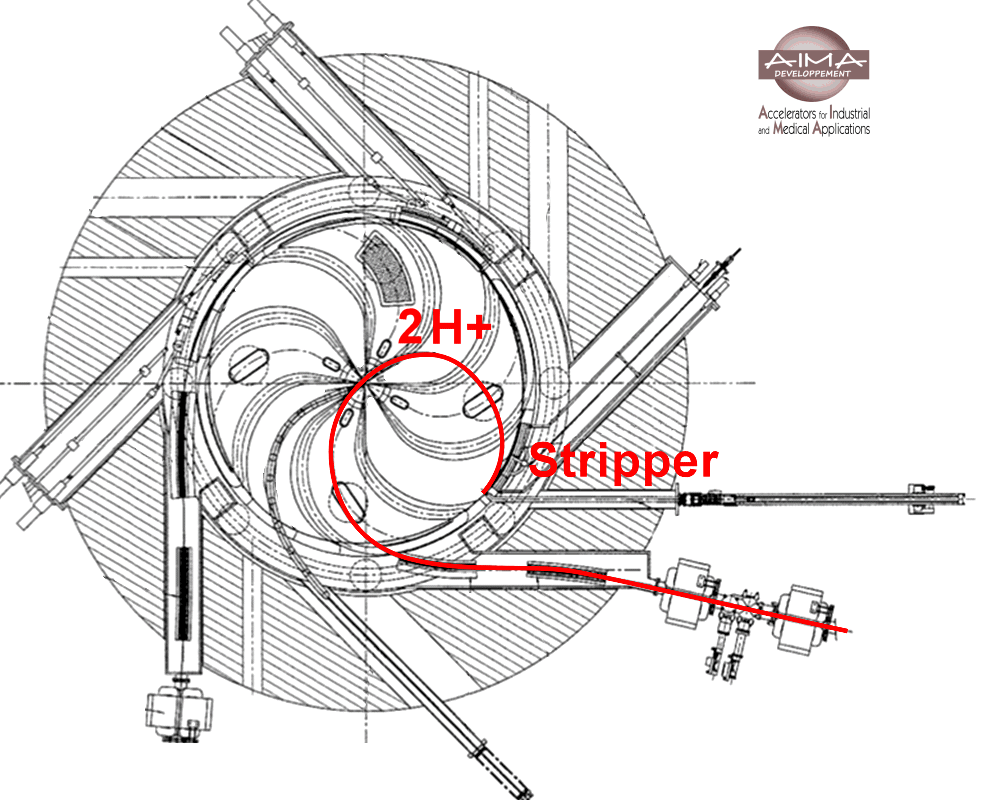 AIMA
DEVELOPPEMENT
Accelerators for Industrial
and Medical Applications
2H+
Stripper